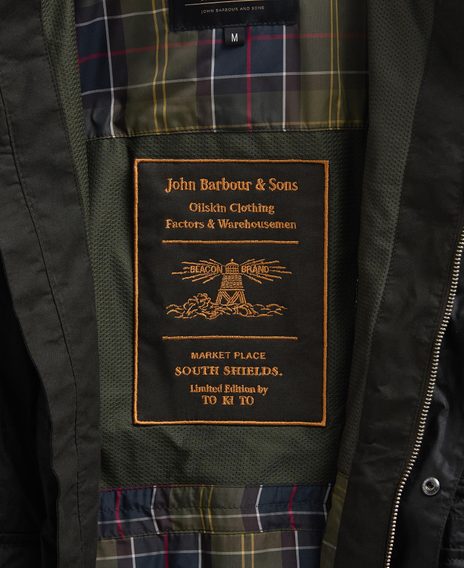 JOHN BARBOUR AND SONS
M
John Barbour & Sons
Oilskin Clothing
Factors & Warehousemen
BEACON BRAND
MARKET PLACE
SOUTH SHIELDS.
Limited Edition by
TO KI TO